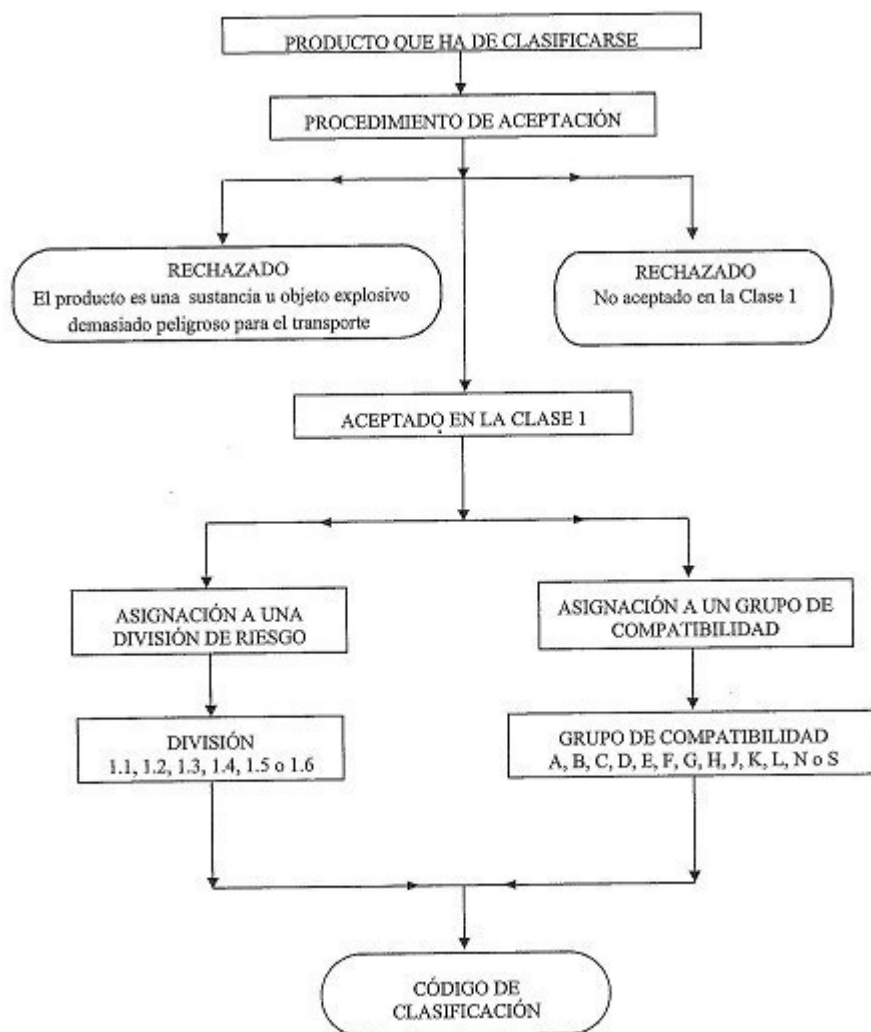 PRODUCTO QUE HA DE CLASIFICARSE
PROCEDIMIENTO DE ACEPTACIÓN
RECHAZADO
El producto es una sustancia u objeto explosivo
demasiado peligroso para el transporte
RECHAZADO
No aceptado en la Clase 1
ACEPTADO EN LA CLASE 1
ASIGNACIÓN A UNA
DIVISIÓN DE RIESGO
ASIGNACIÓN A UN GRUPO DE
COMPATIBILIDAD
DIVISIÓN
1.1, 1.2, 1.3, 1.4, 1.5 o 1.6
GRUPO DE COMPATIBILIDAD
A, B, C, D, E, F, G, H, J, K, L, N o S
CÓDIGO DE
CLASIFICACIÓN